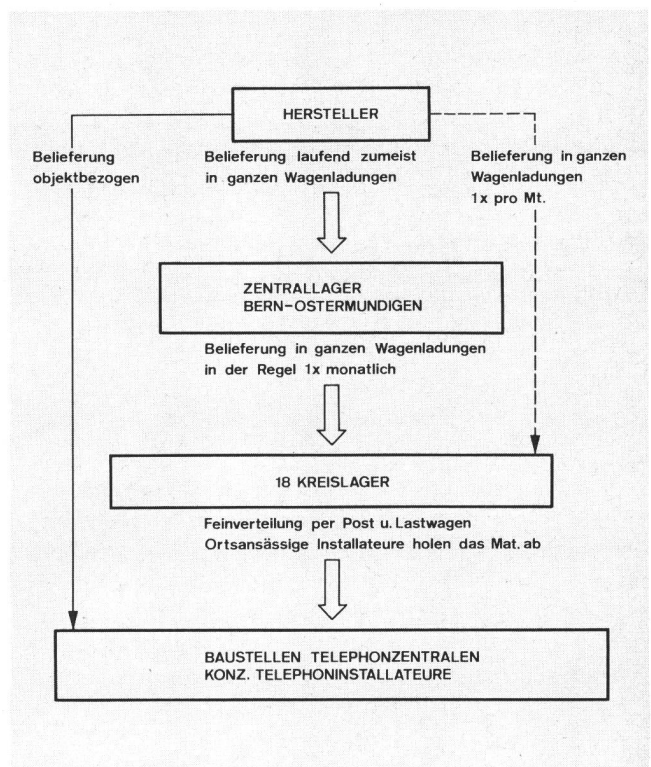 HERSTELLER
Belieferung
objektbezogen
Belieferung laufend zumeist
in ganzen Wagenladungen
Belieferung in ganzen
Wagenladungen
1x pro Mt.
ZENTRALLAGER
BERN-OSTERMUNDIGEN
Belieferung in ganzen Wagenladungen
in der Regel 1x monatlich
18 KREISLAGER
Feinverteilung per Post u. Lastwagen
Ortsansässige Installateure holen das Mat. ab
BAUSTELLEN TELEPHONZENTRALEN
KONZ. TELEPHONINSTALLATEURE